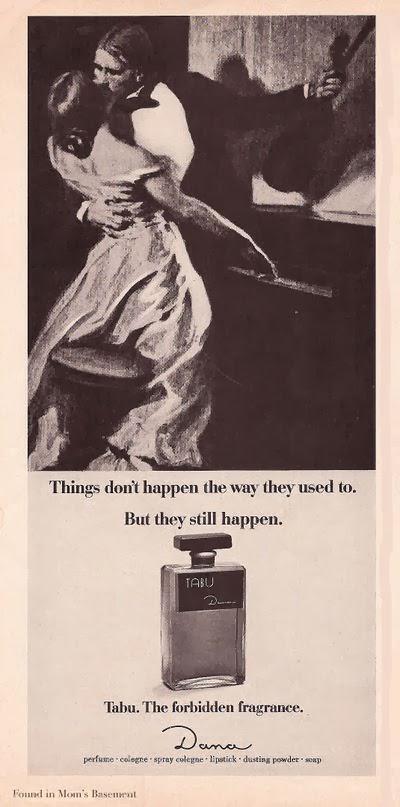 Things don't happen the way they used to.
But they still happen.
TABU
Dana
Tabu. The forbidden fragrance.
Dana
perfume · cologne · spray cologne · lipstick · dusting powder · soap
Found in Mom's Basement